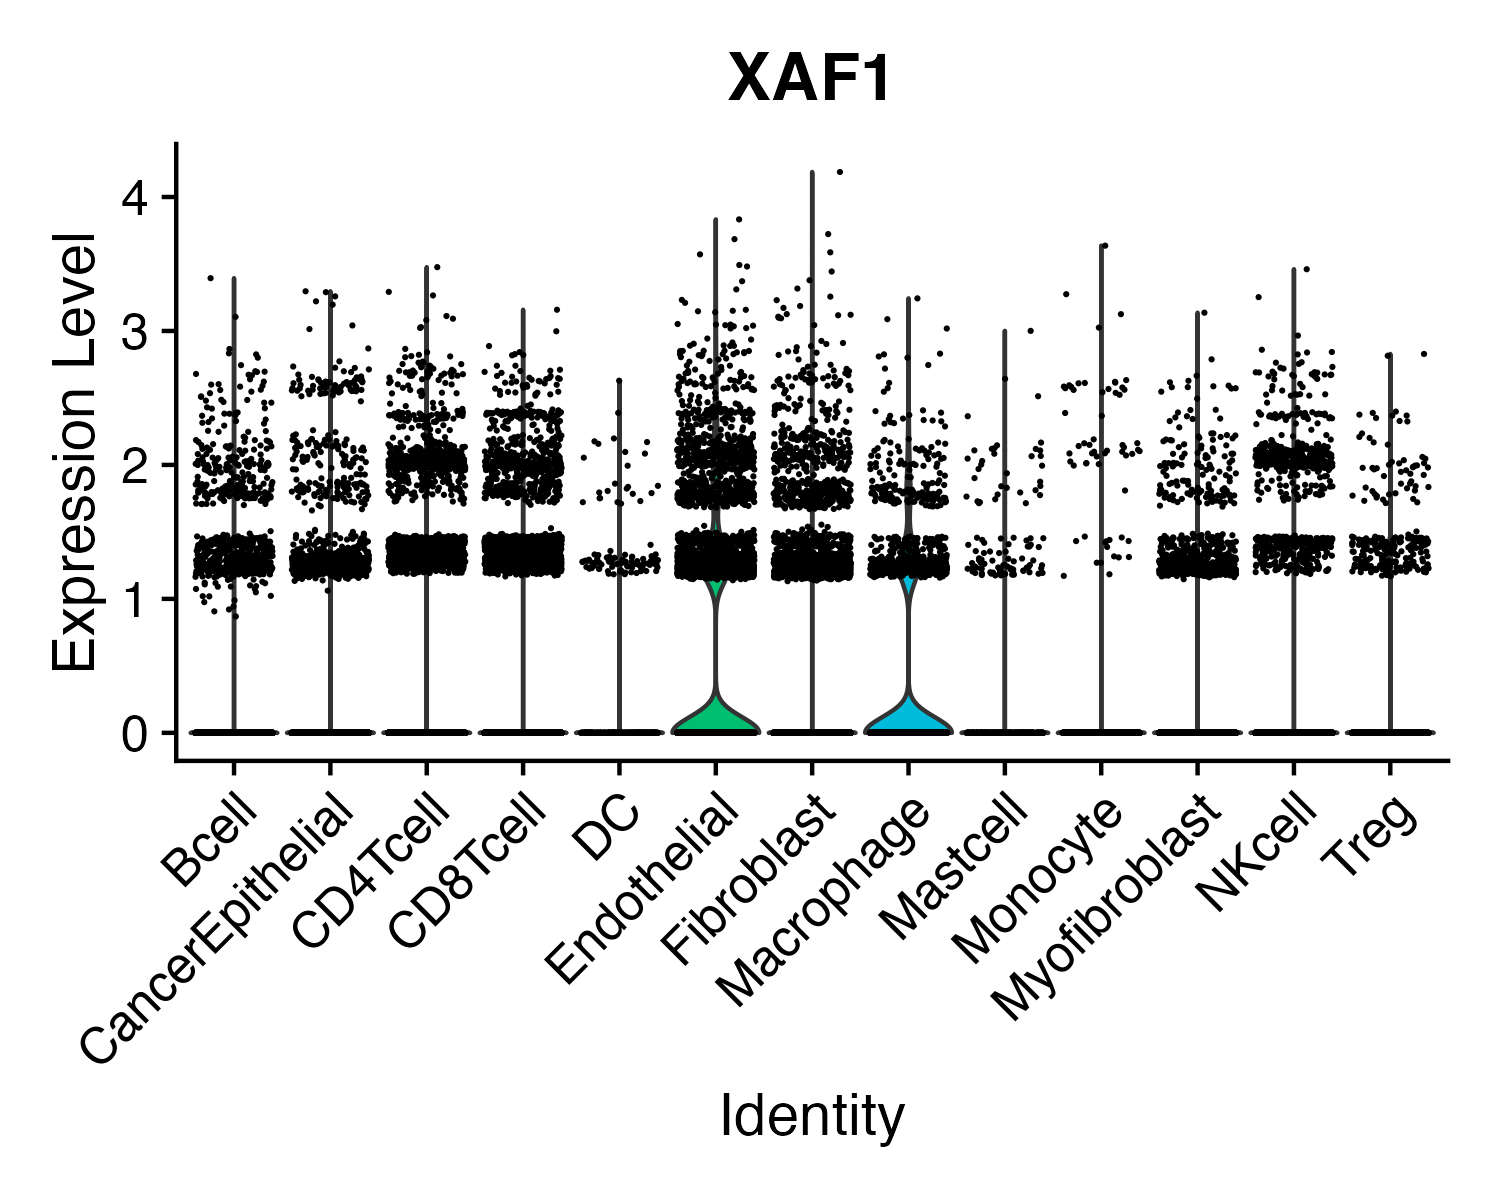 XAF1
Expression Level
4
3
2
1
0
Bcell
CancerEpithelial
CD4Tcell
CD8Tcell
DC
Endothelial
Fibroblast
Macrophage
Mastcell
Monocyte
Myofibroblast
NKcell
Treg
Identity